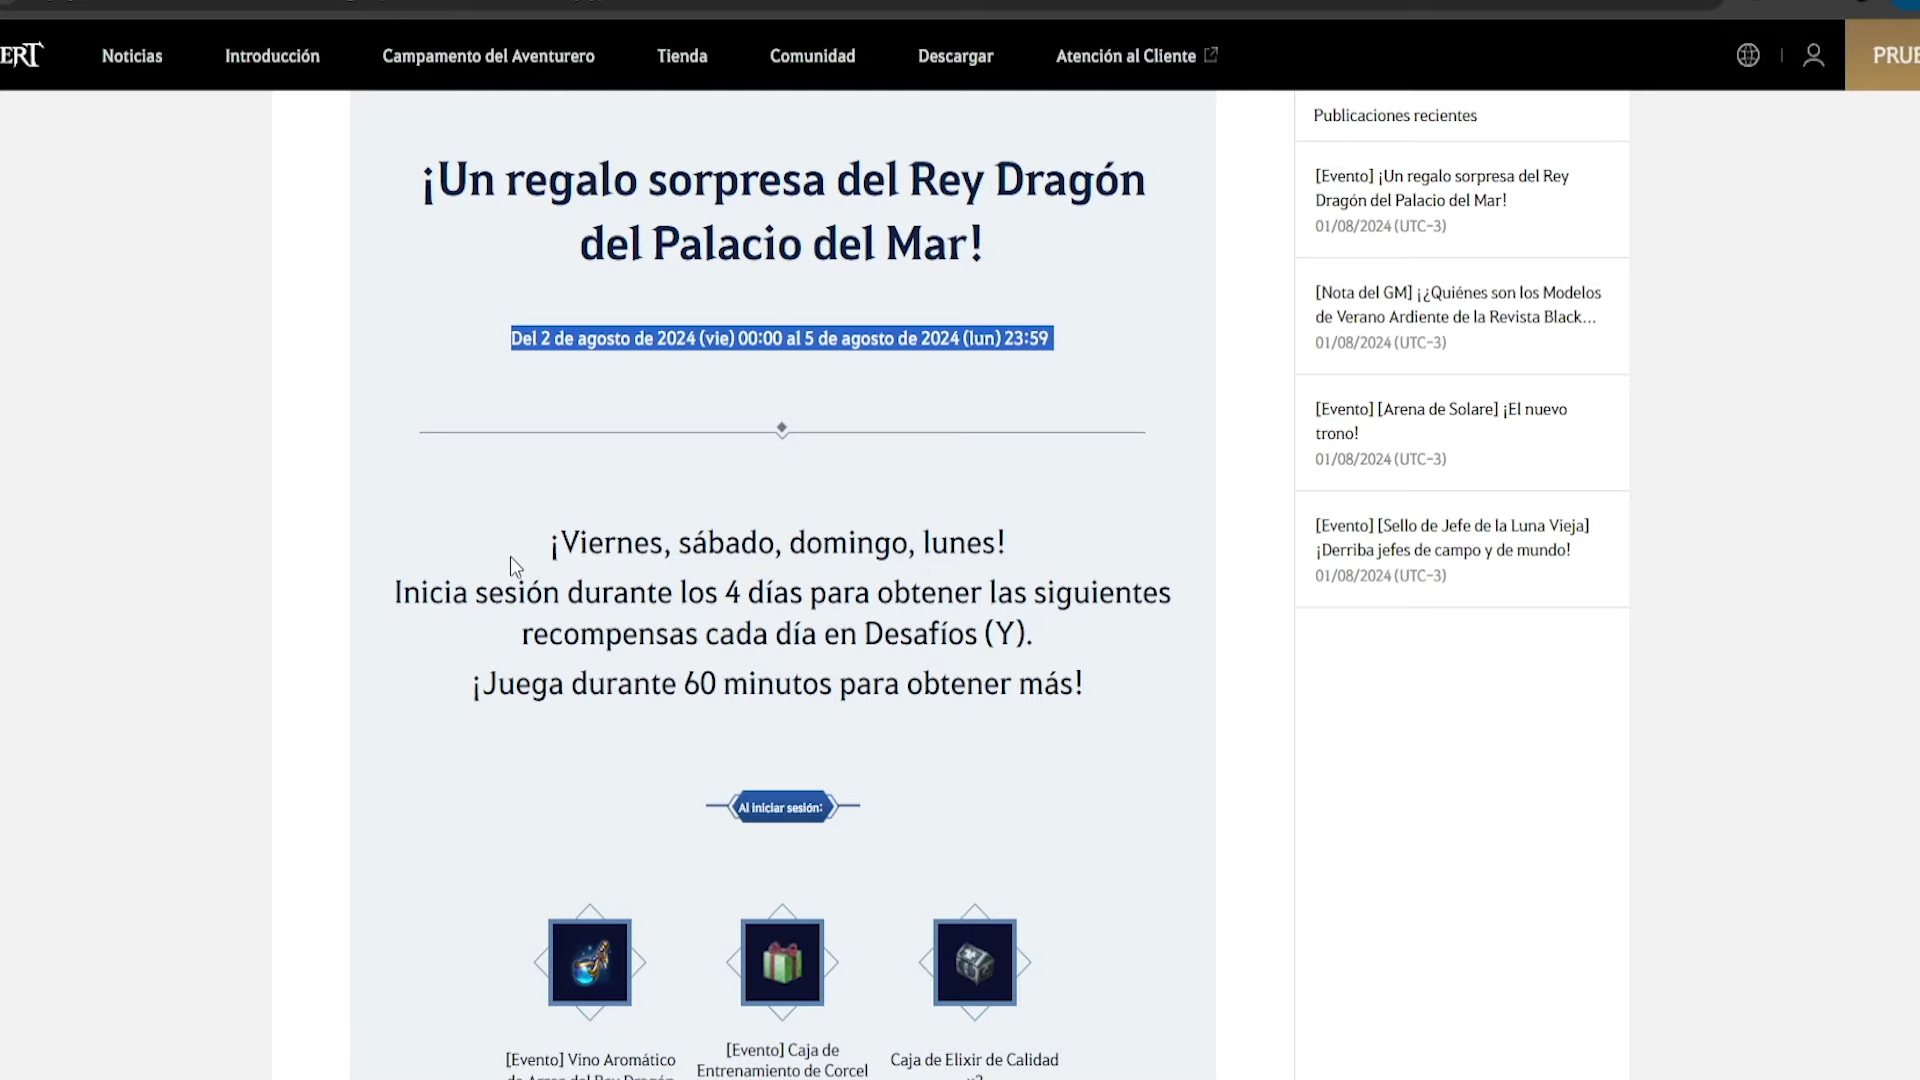 ERT
Noticias
Introducción
Campamento del Aventurero
Tienda
Comunidad
Descargar
Atención al Cliente
PRUE
¡Un regalo sorpresa del Rey Dragón
del Palacio del Mar!
Del 2 de agosto de 2024 (vie) 00:00 al 5 de agosto de 2024 (lun) 23:59
¡Viernes, sábado, domingo, lunes!
Inicia sesión durante los 4 días para obtener las siguientes
recompensas cada día en Desafíos (Y).
¡Juega durante 60 minutos para obtener más!
Al iniciar sesión:
[Evento] Vino Aromático
de Arroz del Rey Dragón
[Evento] Caja de
Entrenamiento de Corcel
Caja de Elixir de Calidad
Publicaciones recientes
[Evento] ¡Un regalo sorpresa del Rey
Dragón del Palacio del Mar!
01/08/2024 (UTC-3)
[Nota del GM] ¡¿Quiénes son los Modelos
de Verano Ardiente de la Revista Black...
01/08/2024 (UTC-3)
[Evento] [Arena de Solare] ¡El nuevo
trono!
01/08/2024 (UTC-3)
[Evento] [Sello de Jefe de la Luna Vieja]
¡Derriba jefes de campo y de mundo!
01/08/2024 (UTC-3)